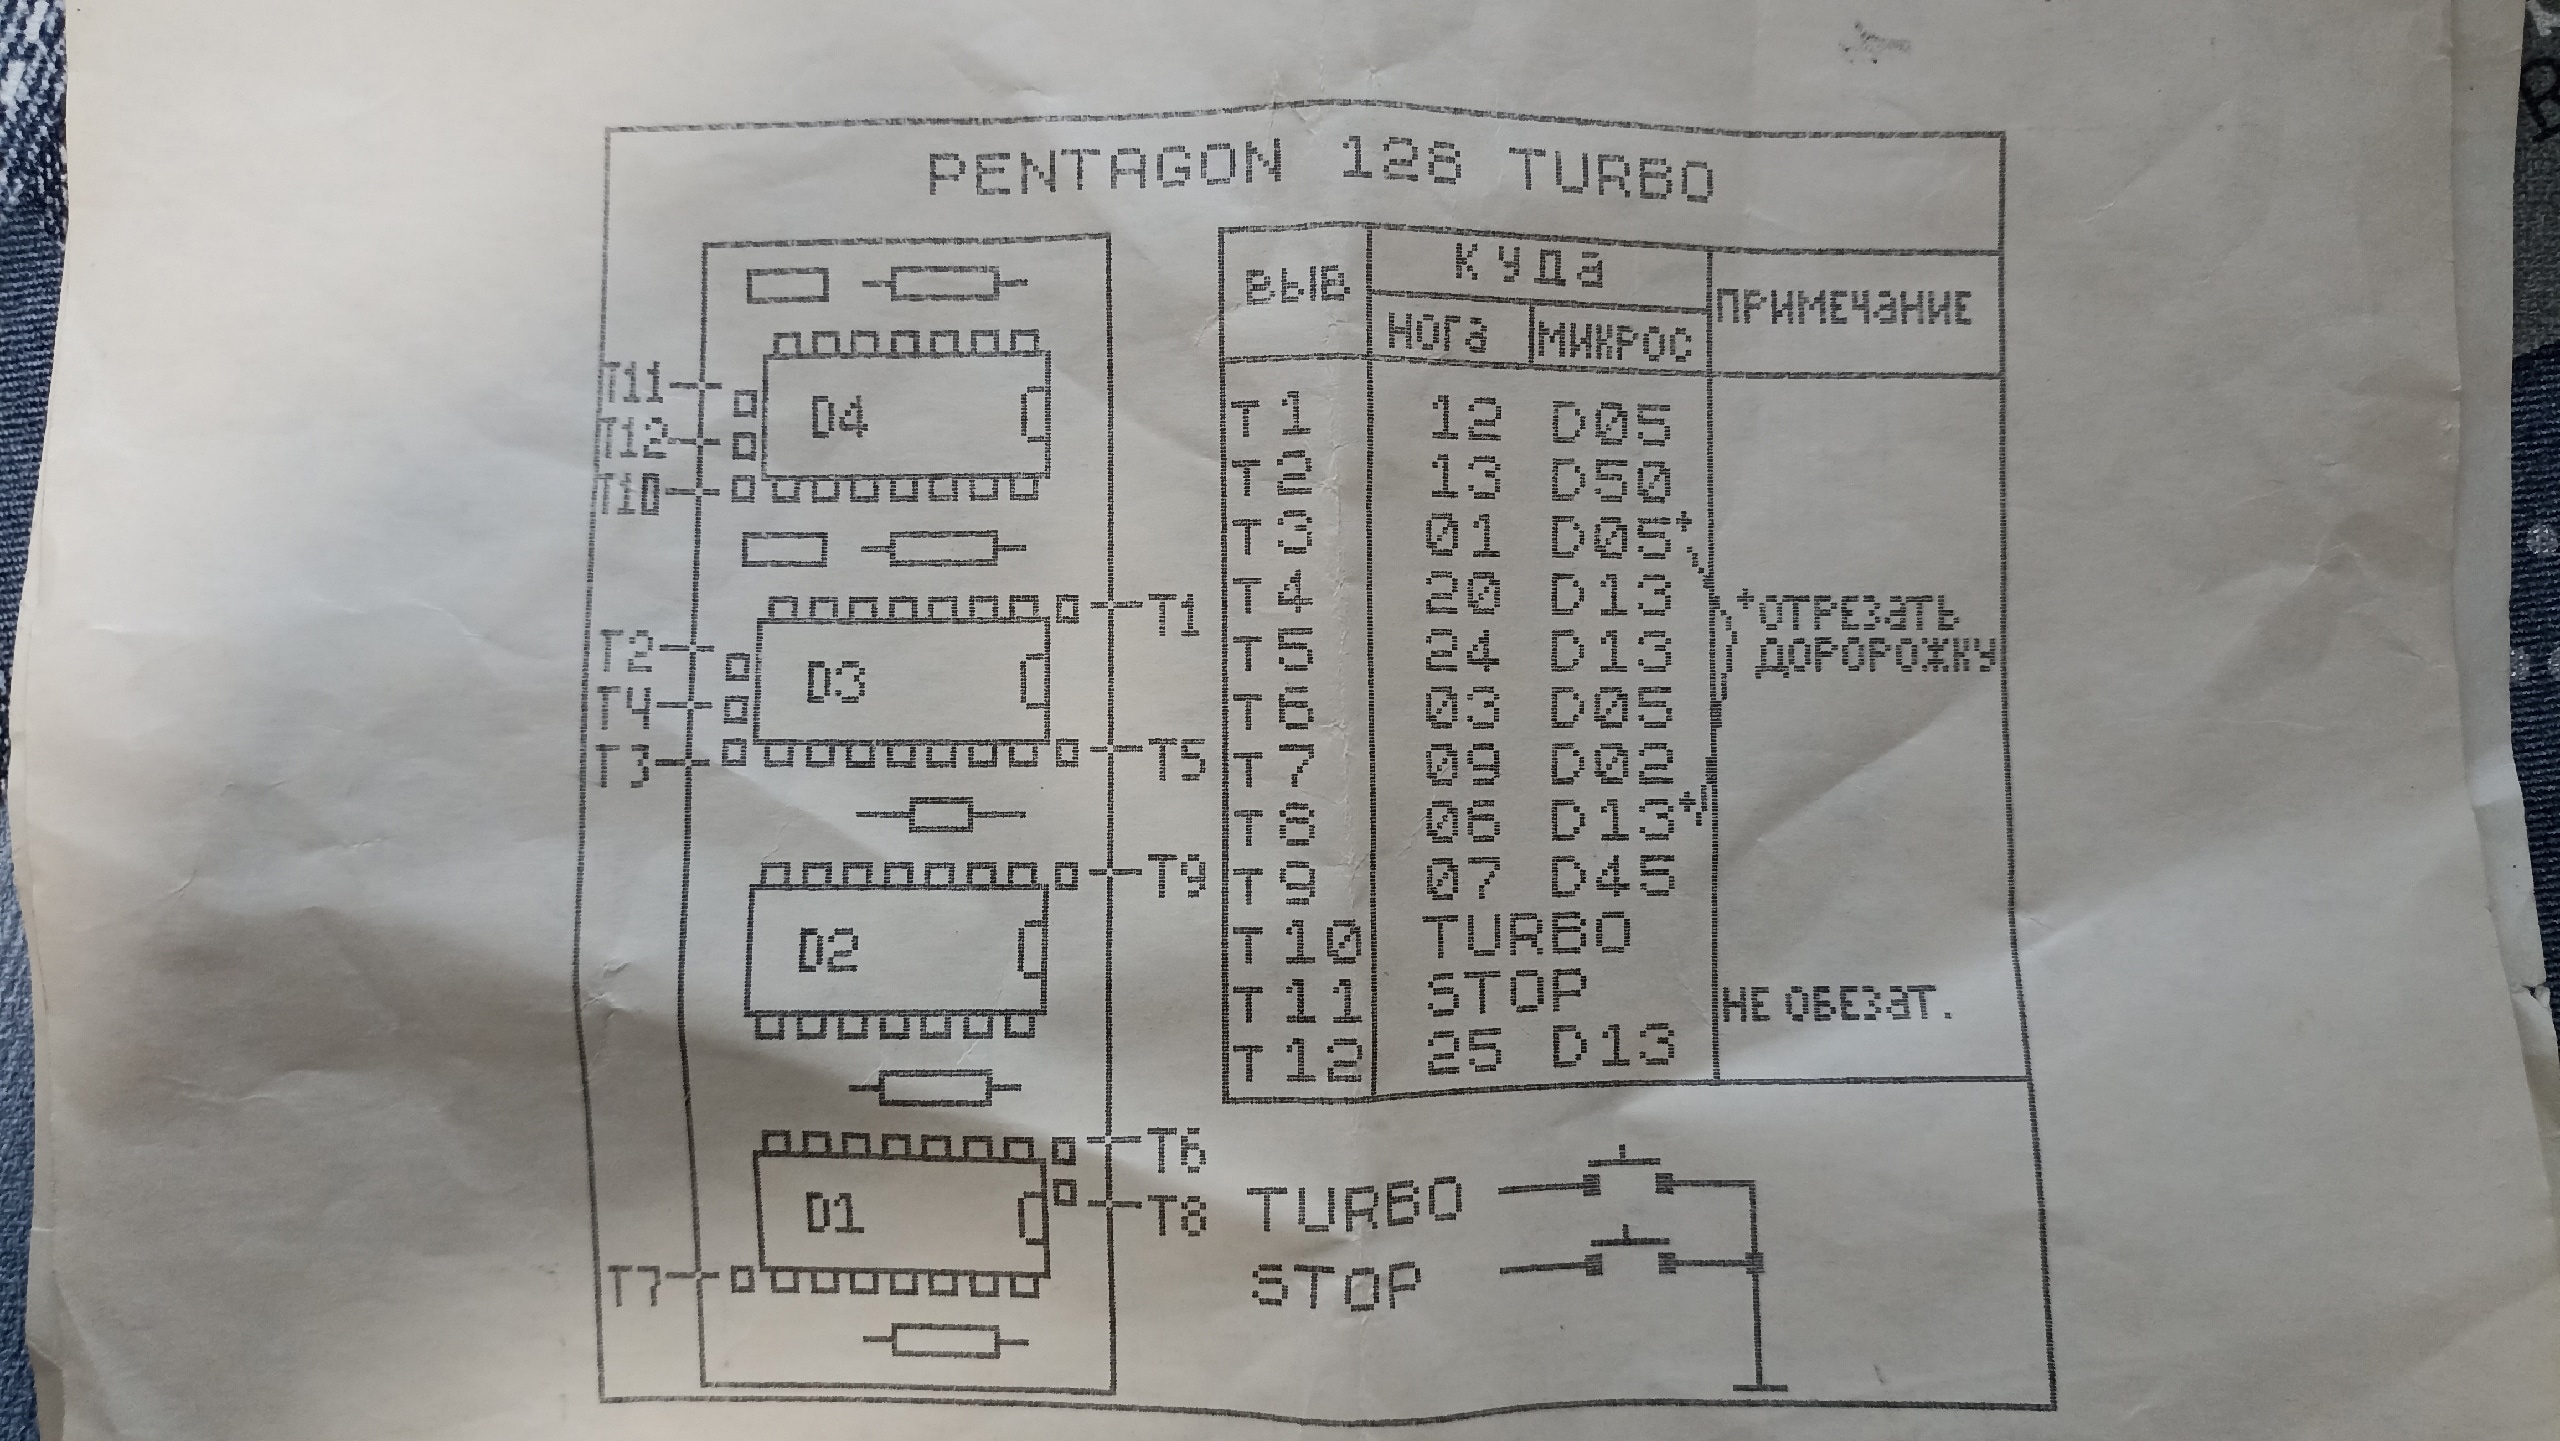 PENTAGON 128 TURBO
T11
T12
T10
D4
T1
T2
T4
T3
D3
T5
T9
D2
T6
T8
D1
T7
ВЫВ КУДА ПРИМЕЧАНИЕ
НОГА МИКРОС
T 1 12 D05
T 2 13 D50
T 3 01 D05*
T 4 20 D13 *ОТРЕЗАТЬ
T 5 24 D13 ДОРОРОЖКУ
T 6 03 D05
T 7 09 D02
T 8 06 D13*
T 9 07 D45
T 10 TURBO
T 11 STOP НЕ ОБЕЗАТ.
T 12 25 D13
TURBO
STOP